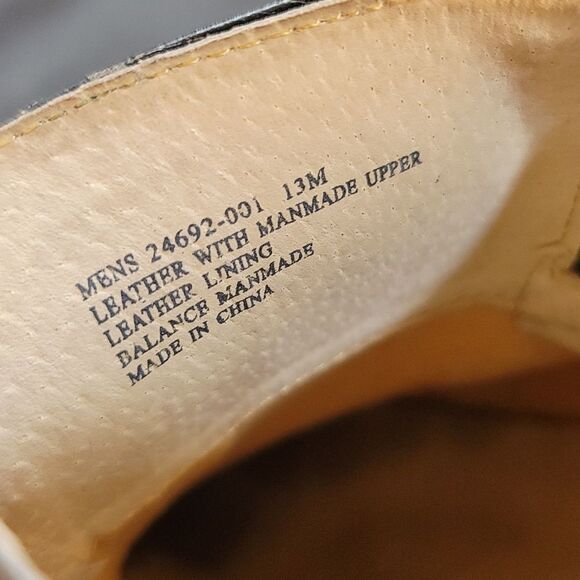 MENS 24692-001 13M
LEATHER WITH MANMADE UPPER
LEATHER LINING
BALANCE MANMADE
MADE IN CHINA